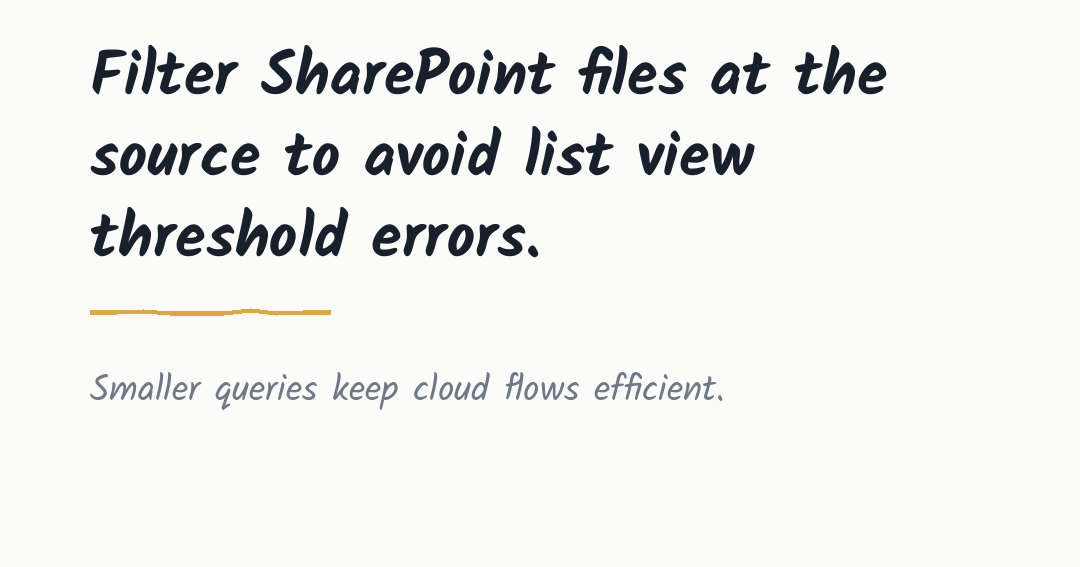 Filter SharePoint files at the
source to avoid list view
threshold errors.
Smaller queries keep cloud flows efficient.